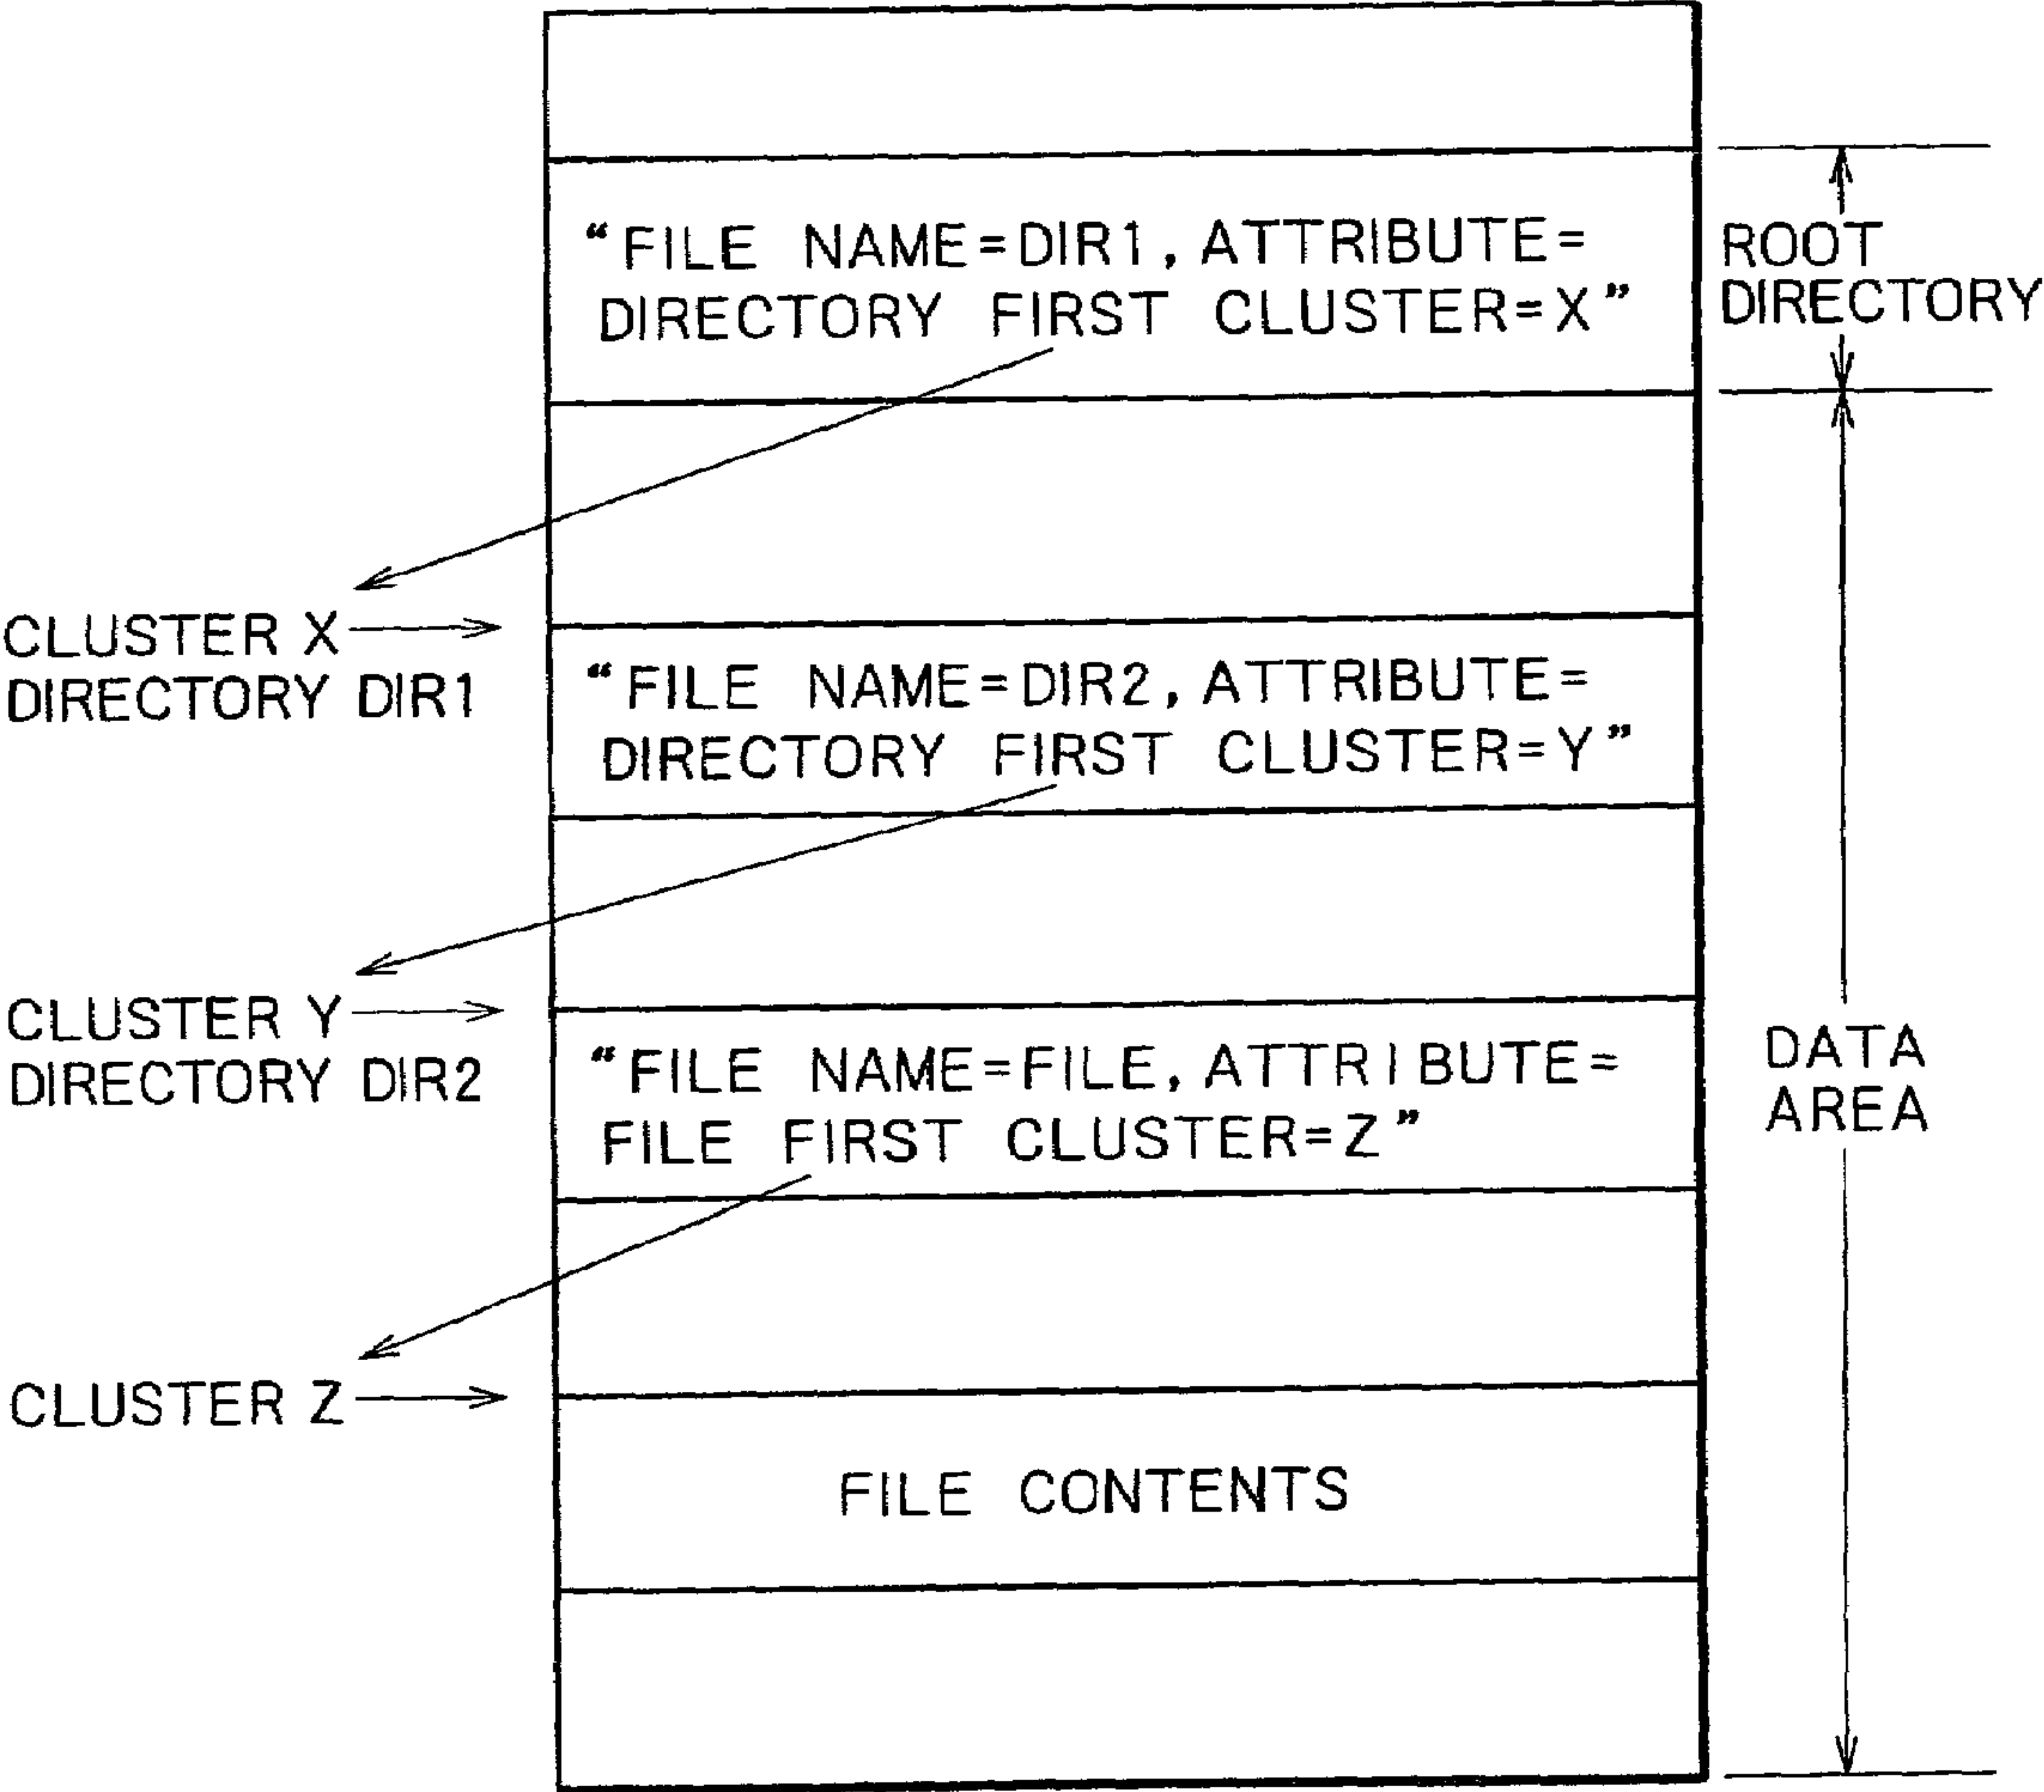 “FILE NAME=DIR1, ATTRIBUTE=
DIRECTORY FIRST CLUSTER=X”
ROOT
DIRECTORY
CLUSTER X
DIRECTORY DIR1
“FILE NAME=DIR2, ATTRIBUTE=
DIRECTORY FIRST CLUSTER=Y”
CLUSTER Y
DIRECTORY DIR2
“FILE NAME=FILE, ATTRIBUTE=
FILE FIRST CLUSTER=Z”
DATA
AREA
CLUSTER Z
FILE CONTENTS